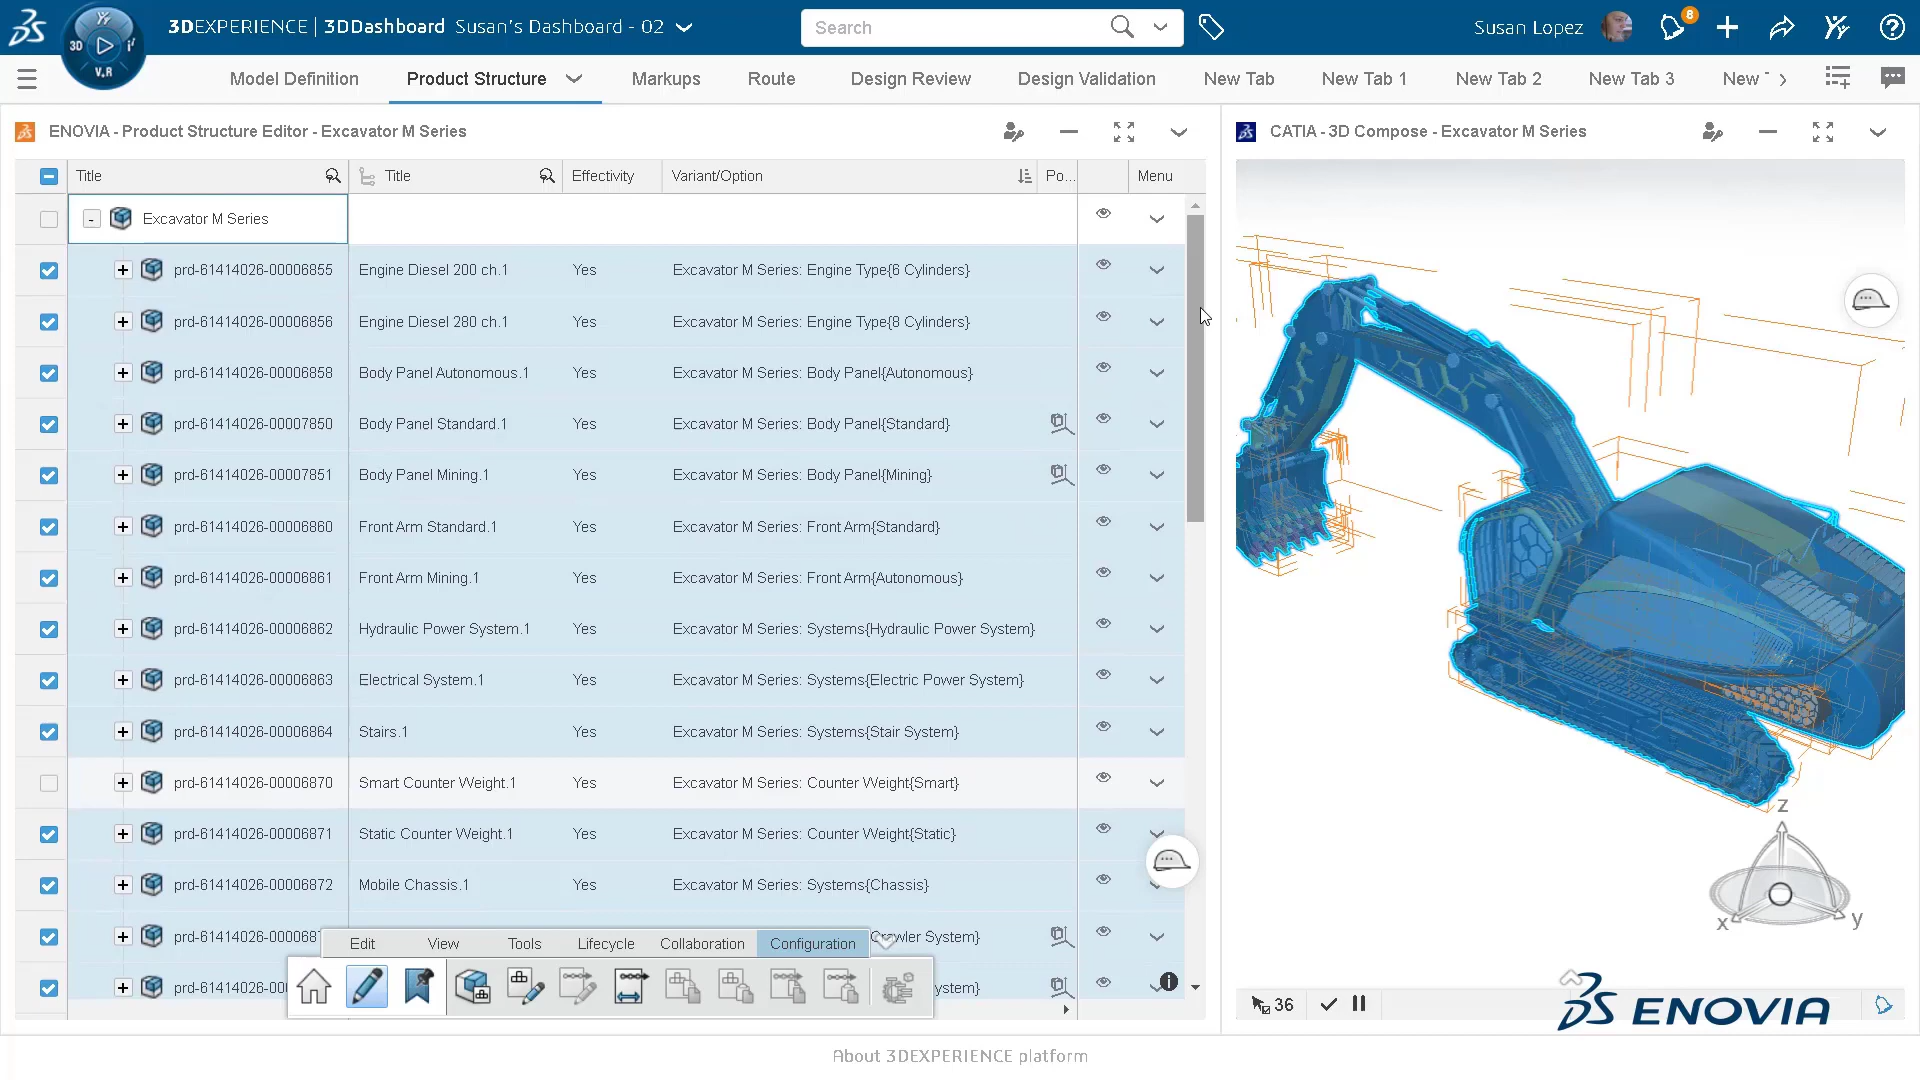 3DEXPERIENCE | 3DDashboard Susan's Dashboard - 02
3D
V.R
Search
Susan Lopez
8
Model Definition
Product Structure
Markups
Route
Design Review
Design Validation
New Tab
New Tab 1
New Tab 2
New Tab 3
New
ENOVIA - Product Structure Editor - Excavator M Series
CATIA - 3D Compose - Excavator M Series
Title Title Effectivity Variant/Option Po... Menu
- Excavator M Series
+ prd-61414026-00006855 Engine Diesel 200 ch.1 Yes Excavator M Series: Engine Type{6 Cylinders}
+ prd-61414026-00006856 Engine Diesel 280 ch.1 Yes Excavator M Series: Engine Type{8 Cylinders}
+ prd-61414026-00006858 Body Panel Autonomous.1 Yes Excavator M Series: Body Panel{Autonomous}
+ prd-61414026-00007850 Body Panel Standard.1 Yes Excavator M Series: Body Panel{Standard}
+ prd-61414026-00007851 Body Panel Mining.1 Yes Excavator M Series: Body Panel{Mining}
+ prd-61414026-00006860 Front Arm Standard.1 Yes Excavator M Series: Front Arm{Standard}
+ prd-61414026-00006861 Front Arm Mining.1 Yes Excavator M Series: Front Arm{Autonomous}
+ prd-61414026-00006862 Hydraulic Power System.1 Yes Excavator M Series: Systems{Hydraulic Power System}
+ prd-61414026-00006863 Electrical System.1 Yes Excavator M Series: Systems{Electric Power System}
+ prd-61414026-00006864 Stairs.1 Yes Excavator M Series: Systems{Stair System}
+ prd-61414026-00006870 Smart Counter Weight.1 Yes Excavator M Series: Counter Weight{Smart}
+ prd-61414026-00006871 Static Counter Weight.1 Yes Excavator M Series: Counter Weight{Static}
+ prd-61414026-00006872 Mobile Chassis.1 Yes Excavator M Series: Systems{Chassis}
+ prd-61414026-000068 Crawler System}
+ prd-61414026-00 ystem}
Edit View Tools Lifecycle Collaboration Configuration
z
x
y
36
ENOVIA
About 3DEXPERIENCE platform